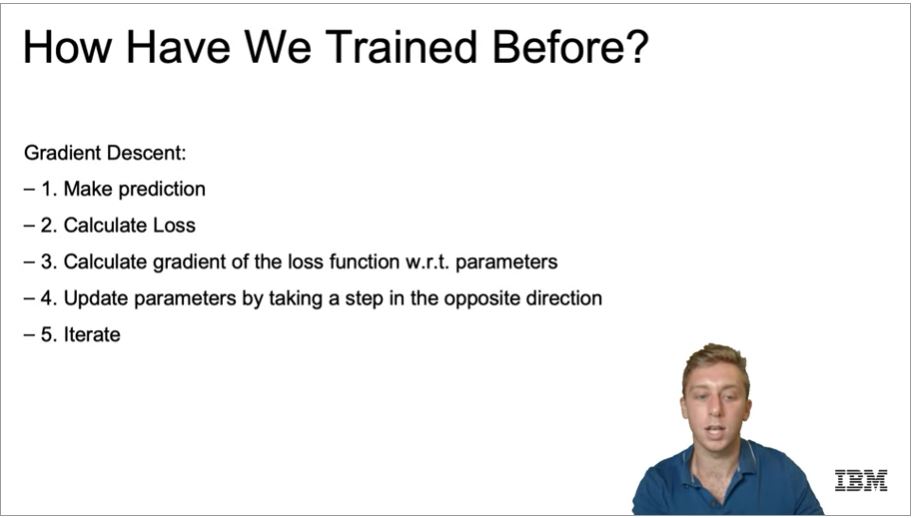 How Have We Trained Before?
Gradient Descent:
– 1. Make prediction
– 2. Calculate Loss
– 3. Calculate gradient of the loss function w.r.t. parameters
– 4. Update parameters by taking a step in the opposite direction
– 5. Iterate
IBM